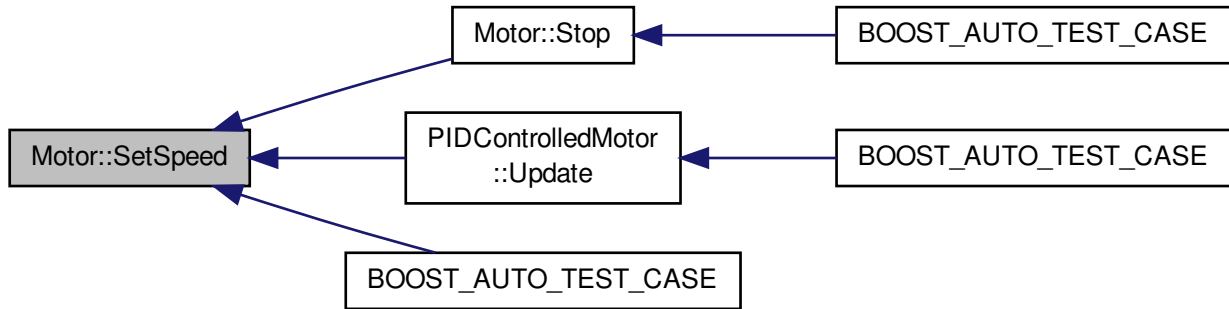 Motor::Stop
BOOST_AUTO_TEST_CASE
Motor::SetSpeed
PIDControlledMotor
::Update
BOOST_AUTO_TEST_CASE
BOOST_AUTO_TEST_CASE